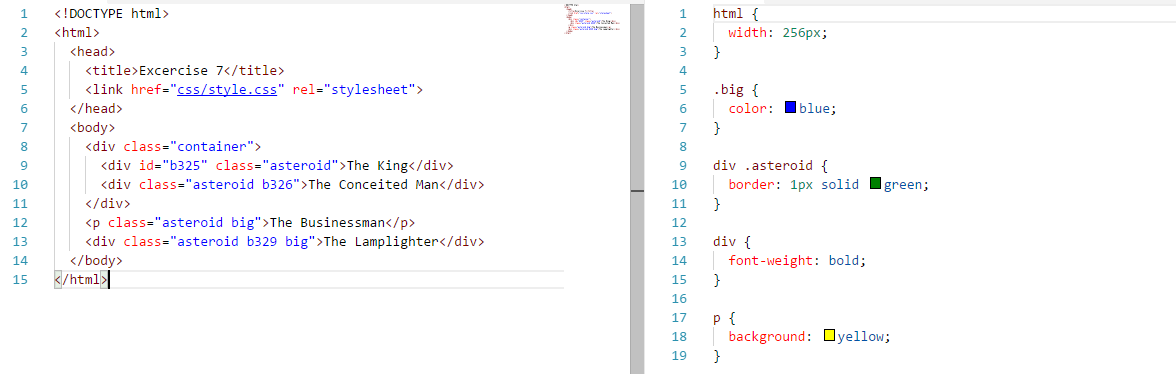 1 <!DOCTYPE html>
2 <html>
3 <head>
4 <title>Excercise 7</title>
5 <link href="css/style.css" rel="stylesheet">
6 </head>
7 <body>
8 <div class="container">
9 <div id="b325" class="asteroid">The King</div>
10 <div class="asteroid b326">The Conceited Man</div>
11 </div>
12 <p class="asteroid big">The Businessman</p>
13 <div class="asteroid b329 big">The Lamplighter</div>
14 </body>
15 </html>
1 html {
2 width: 256px;
3 }
4
5 .big {
6 color: blue;
7 }
8
9 div .asteroid {
10 border: 1px solid green;
11 }
12
13 div {
14 font-weight: bold;
15 }
16
17 p {
18 background: yellow;
19 }